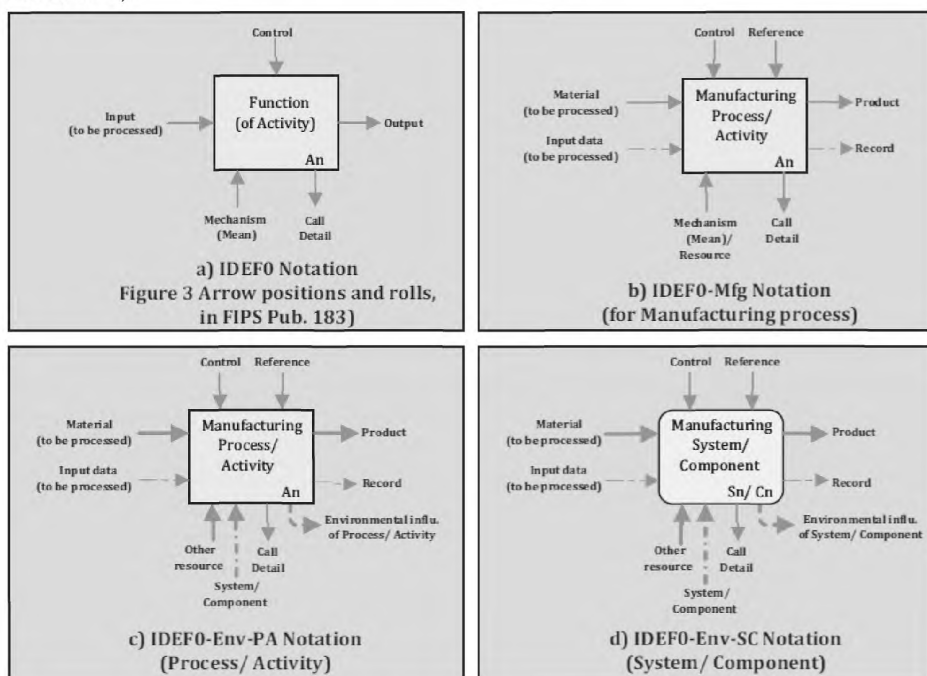 Control
Function
(of Activity)
An
Input
(to be processed)
Output
Mechanism
(Mean)
Call
Detail
a) IDEF0 Notation
Figure 3 Arrow positions and rolls,
in FIPS Pub. 183)
Control Reference
Material
(to be processed)
Manufacturing
Process/
Activity
An
Product
Input data
(to be processed)
Record
Mechanism
(Mean)/
Resource
Call
Detail
b) IDEF0-Mfg Notation
(for Manufacturing process)
Control Reference
Material
(to be processed)
Manufacturing
Process/
Activity
An
Product
Input data
(to be processed)
Record
Environmental influ.
of Process/ Activity
Other
resource
Call
Detail
System/
Component
c) IDEF0-Env-PA Notation
(Process/ Activity)
Control Reference
Material
(to be processed)
Manufacturing
System/
Component
Sn/ Cn
Product
Input data
(to be processed)
Record
Environmental influ.
of System/ Component
Other
resource
Call
Detail
System/
Component
d) IDEF0-Env-SC Notation
(System/ Component)